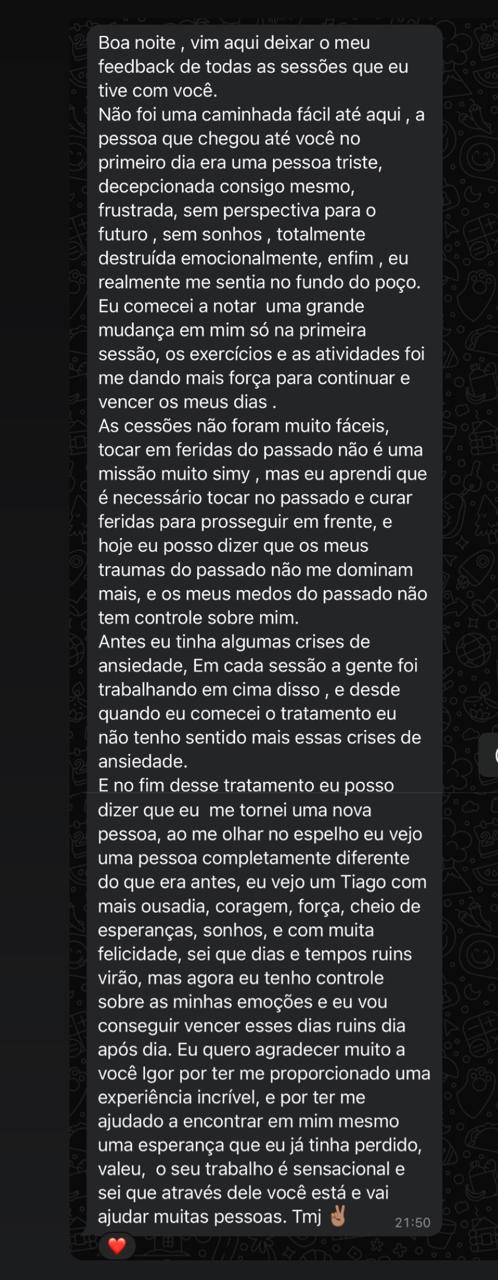 Boa noite , vim aqui deixar o meu
feedback de todas as sessões que eu
tive com você.
Não foi uma caminhada fácil até aqui , a
pessoa que chegou até você no
primeiro dia era uma pessoa triste,
decepcionada consigo mesmo,
frustrada, sem perspectiva para o
futuro , sem sonhos , totalmente
destruída emocionalmente, enfim , eu
realmente me sentia no fundo do poço.
Eu comecei a notar  uma grande
mudança em mim só na primeira
sessão, os exercícios e as atividades foi
me dando mais força para continuar e
vencer os meus dias .
As cessões não foram muito fáceis,
tocar em feridas do passado não é uma
missão muito simy , mas eu aprendi que
é necessário tocar no passado e curar
feridas para prosseguir em frente, e
hoje eu posso dizer que os meus
traumas do passado não me dominam
mais, e os meus medos do passado não
tem controle sobre mim.
Antes eu tinha algumas crises de
ansiedade, Em cada sessão a gente foi
trabalhando em cima disso , e desde
quando eu comecei o tratamento eu
não tenho sentido mais essas crises de
ansiedade.
E no fim desse tratamento eu posso
dizer que eu  me tornei uma nova
pessoa, ao me olhar no espelho eu vejo
uma pessoa completamente diferente
do que era antes, eu vejo um Tiago com
mais ousadia, coragem, força, cheio de
esperanças, sonhos, e com muita
felicidade, sei que dias e tempos ruins
virão, mas agora eu tenho controle
sobre as minhas emoções e eu vou
conseguir vencer esses dias ruins dia
após dia. Eu quero agradecer muito a
você Igor por ter me proporcionado uma
experiência incrível, e por ter me
ajudado a encontrar em mim mesmo
uma esperança que eu já tinha perdido,
valeu,  o seu trabalho é sensacional e
sei que através dele você está e vai
ajudar muitas pessoas. Tmj ✌🏽
21:50
❤️